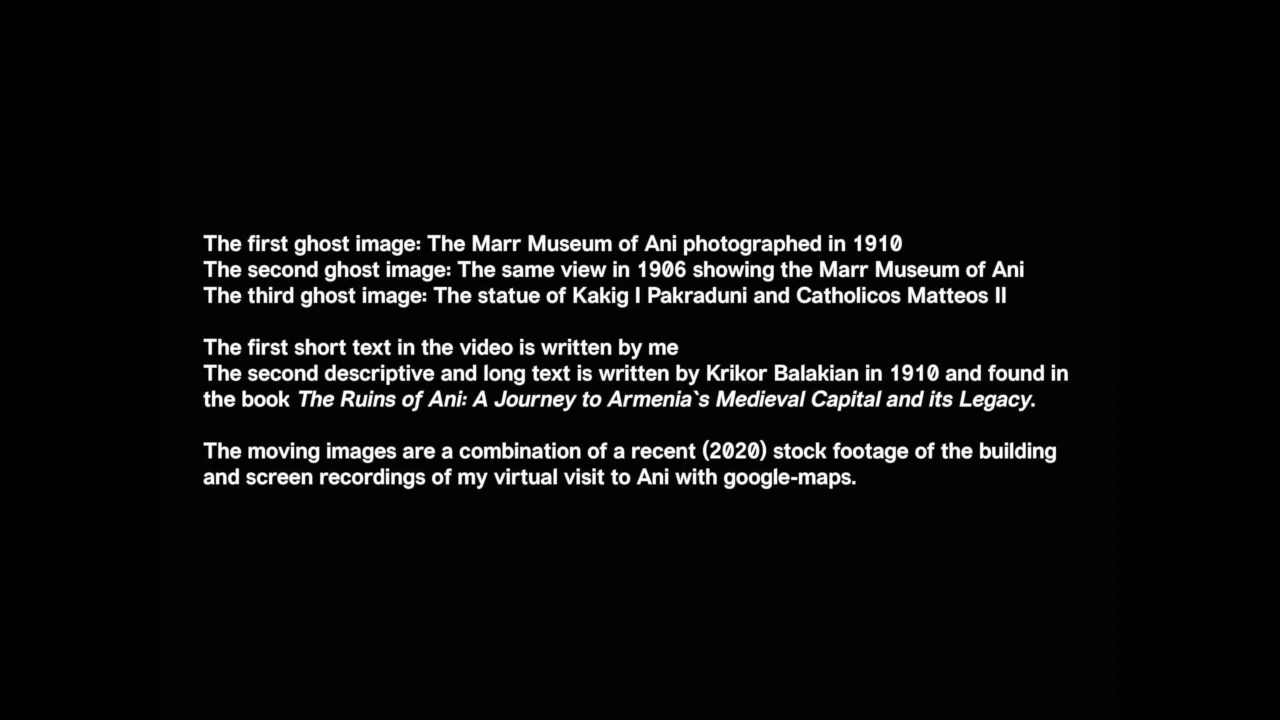 The first ghost image: The Marr Museum of Ani photographed in 1910
The second ghost image: The same view in 1906 showing the Marr Museum of Ani
The third ghost image: The statue of Kakig I Pakraduni and Catholicos Matteos II
The first short text in the video is written by me
The second descriptive and long text is written by Krikor Balakian in 1910 and found in
the book The Ruins of Ani: A Journey to Armenia`s Medieval Capital and its Legacy.
The moving images are a combination of a recent (2020) stock footage of the building
and screen recordings of my virtual visit to Ani with google-maps.